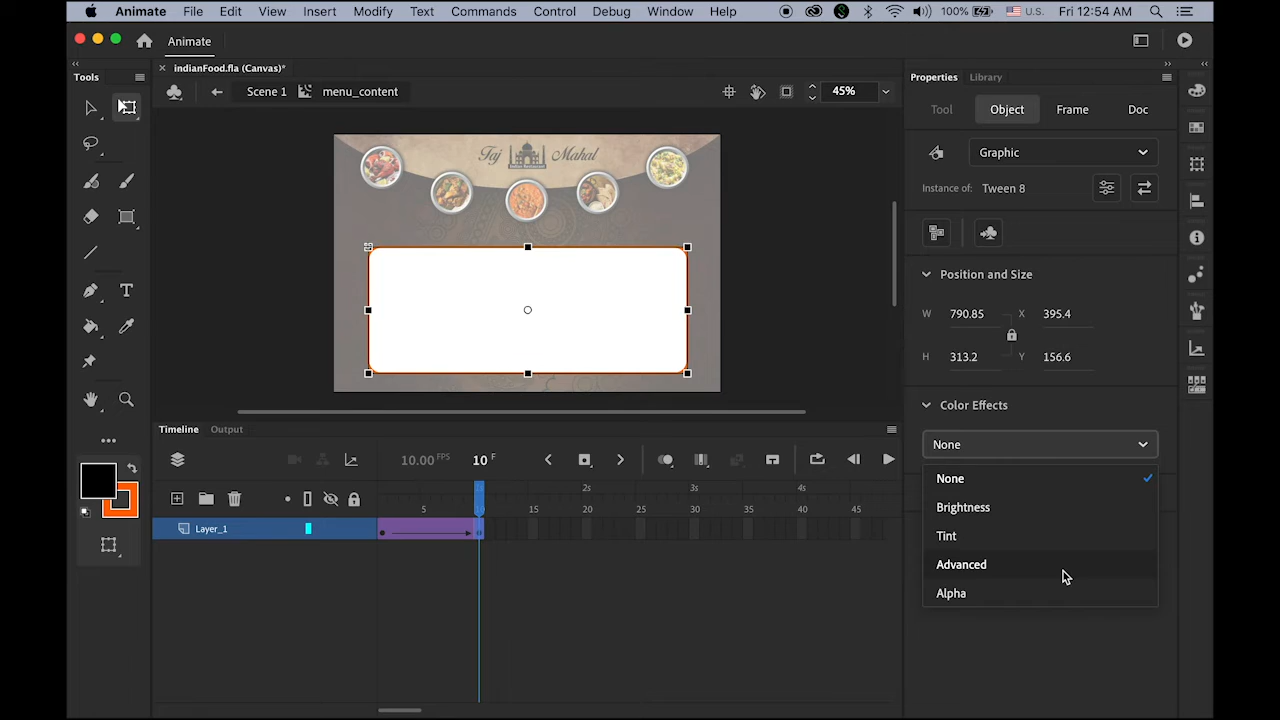 Animate File Edit View Insert Modify Text Commands Control Debug Window Help 100% U.S. Fri 12:54 AM
Animate
Tools
indianFood.fla (Canvas)*
Properties Library
Scene 1 menu_content 45%
Tool Object Frame Doc
Taj Mahal
Indian Restaurant
Graphic
Instance of: Tween 8
Position and Size
W 790.85 X 395.4
H 313.2 Y 156.6
Color Effects
None
None
Brightness
Tint
Advanced
Alpha
Timeline Output
10.00 FPS 10 F
1s 2s 3s 4s
5 10 15 20 25 30 35 40 45
Layer_1